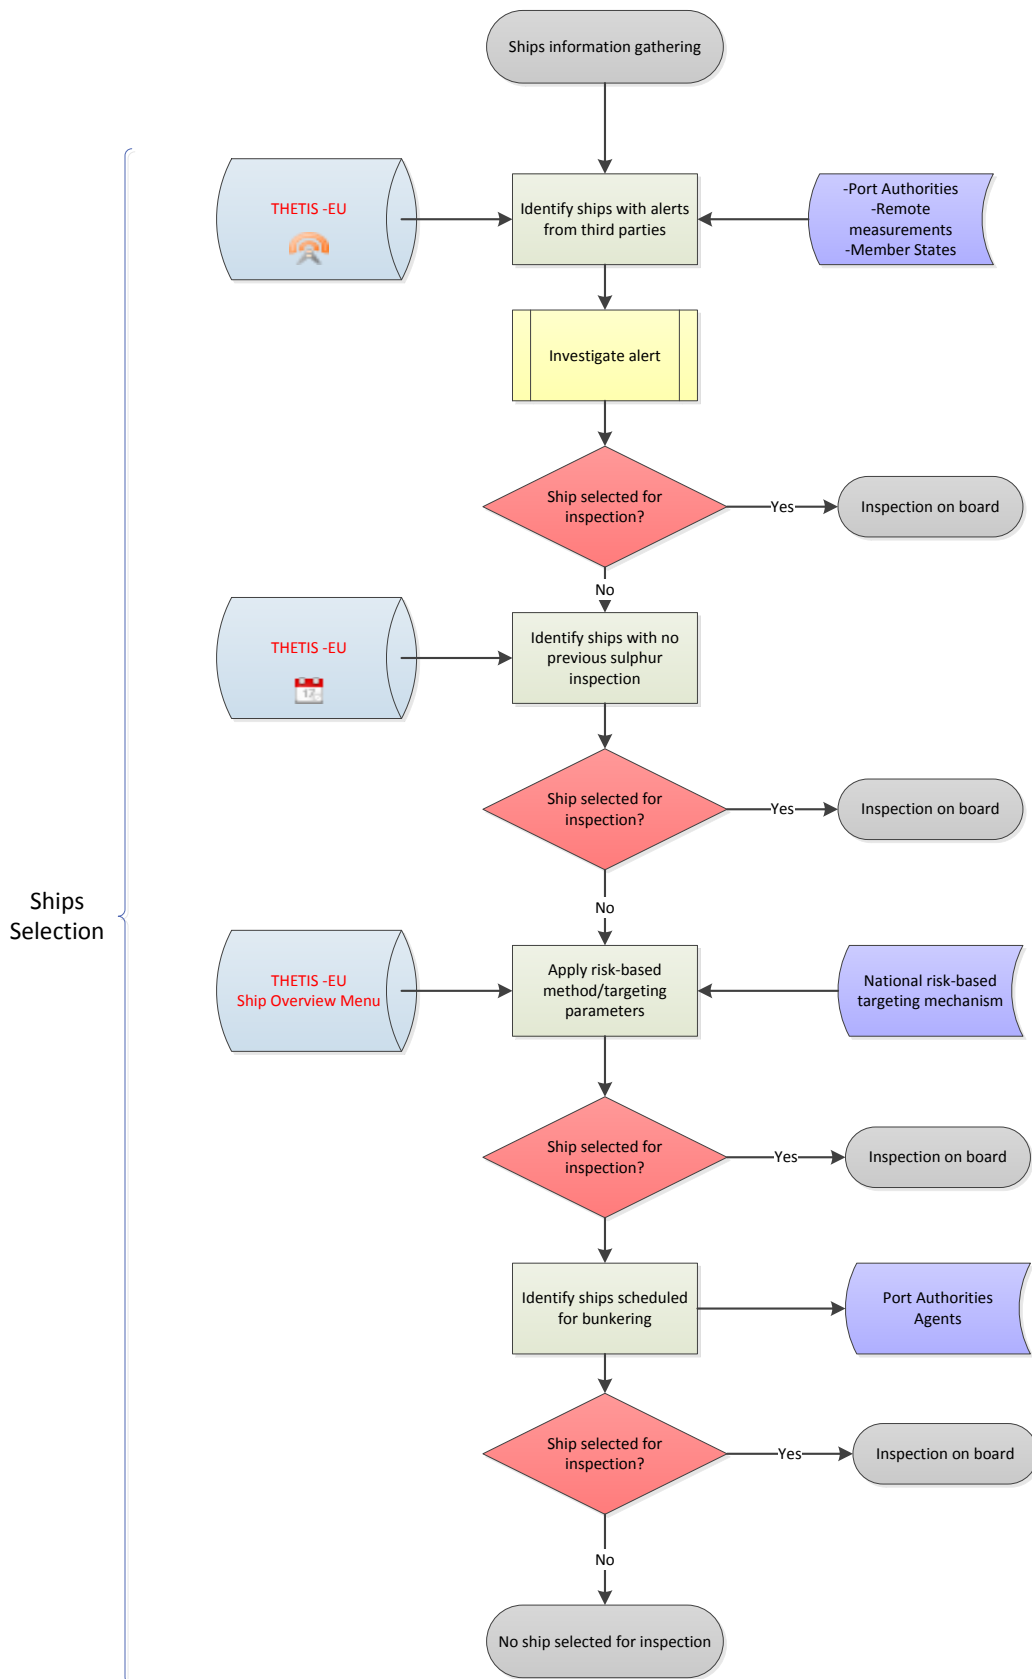 Ships information gathering
THETIS -EU
Identify ships with alerts
from third parties
-Port Authorities
-Remote
measurements
-Member States
Investigate alert
Ship selected for
inspection?
Yes
Inspection on board
No
THETIS -EU
17
Identify ships with no
previous sulphur
inspection
Ship selected for
inspection?
Yes
Inspection on board
No
Ships
Selection
THETIS -EU
Ship Overview Menu
Apply risk-based
method/targeting
parameters
National risk-based
targeting mechanism
Ship selected for
inspection?
Yes
Inspection on board
Identify ships scheduled
for bunkering
Port Authorities
Agents
Ship selected for
inspection?
Yes
Inspection on board
No
No ship selected for inspection